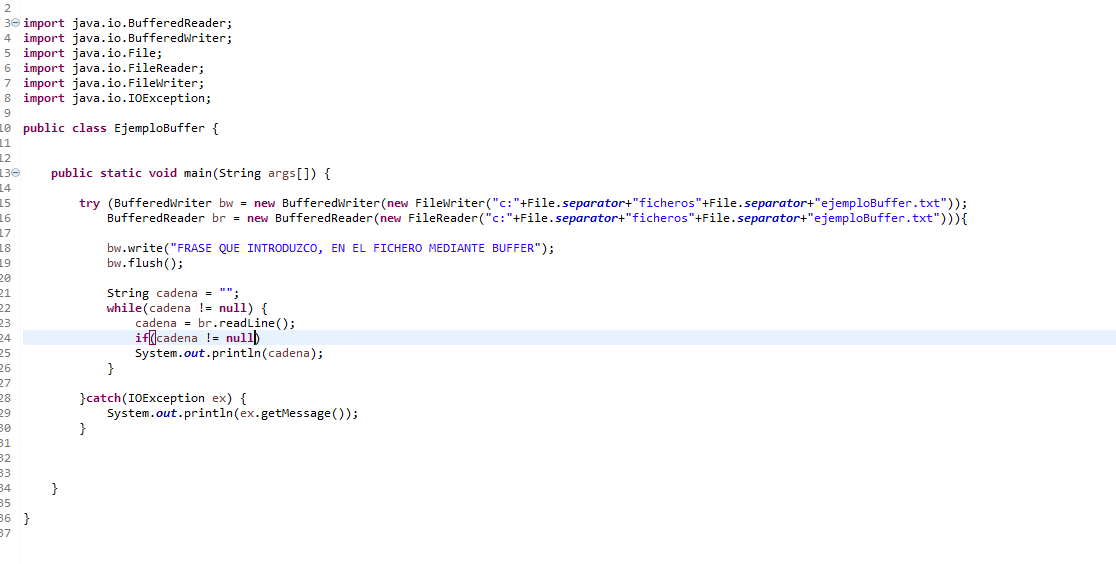 2
3 import java.io.BufferedReader;
4 import java.io.BufferedWriter;
5 import java.io.File;
6 import java.io.FileReader;
7 import java.io.FileWriter;
8 import java.io.IOException;
9
10 public class EjemploBuffer {
11
12
13 public static void main(String args[]) {
14
15 try (BufferedWriter bw = new BufferedWriter(new FileWriter("c:"+File.separator+"ficheros"+File.separator+"ejemploBuffer.txt"));
16 BufferedReader br = new BufferedReader(new FileReader("c:"+File.separator+"ficheros"+File.separator+"ejemploBuffer.txt"))){
17
18 bw.write("FRASE QUE INTRODUZCO, EN EL FICHERO MEDIANTE BUFFER");
19 bw.flush();
20
21 String cadena = "";
22 while(cadena != null) {
23 cadena = br.readLine();
24 if(cadena != null)
25 System.out.println(cadena);
26 }
27
28 }catch(IOException ex) {
29 System.out.println(ex.getMessage());
30 }
31
32
33
34 }
35
36 }
37